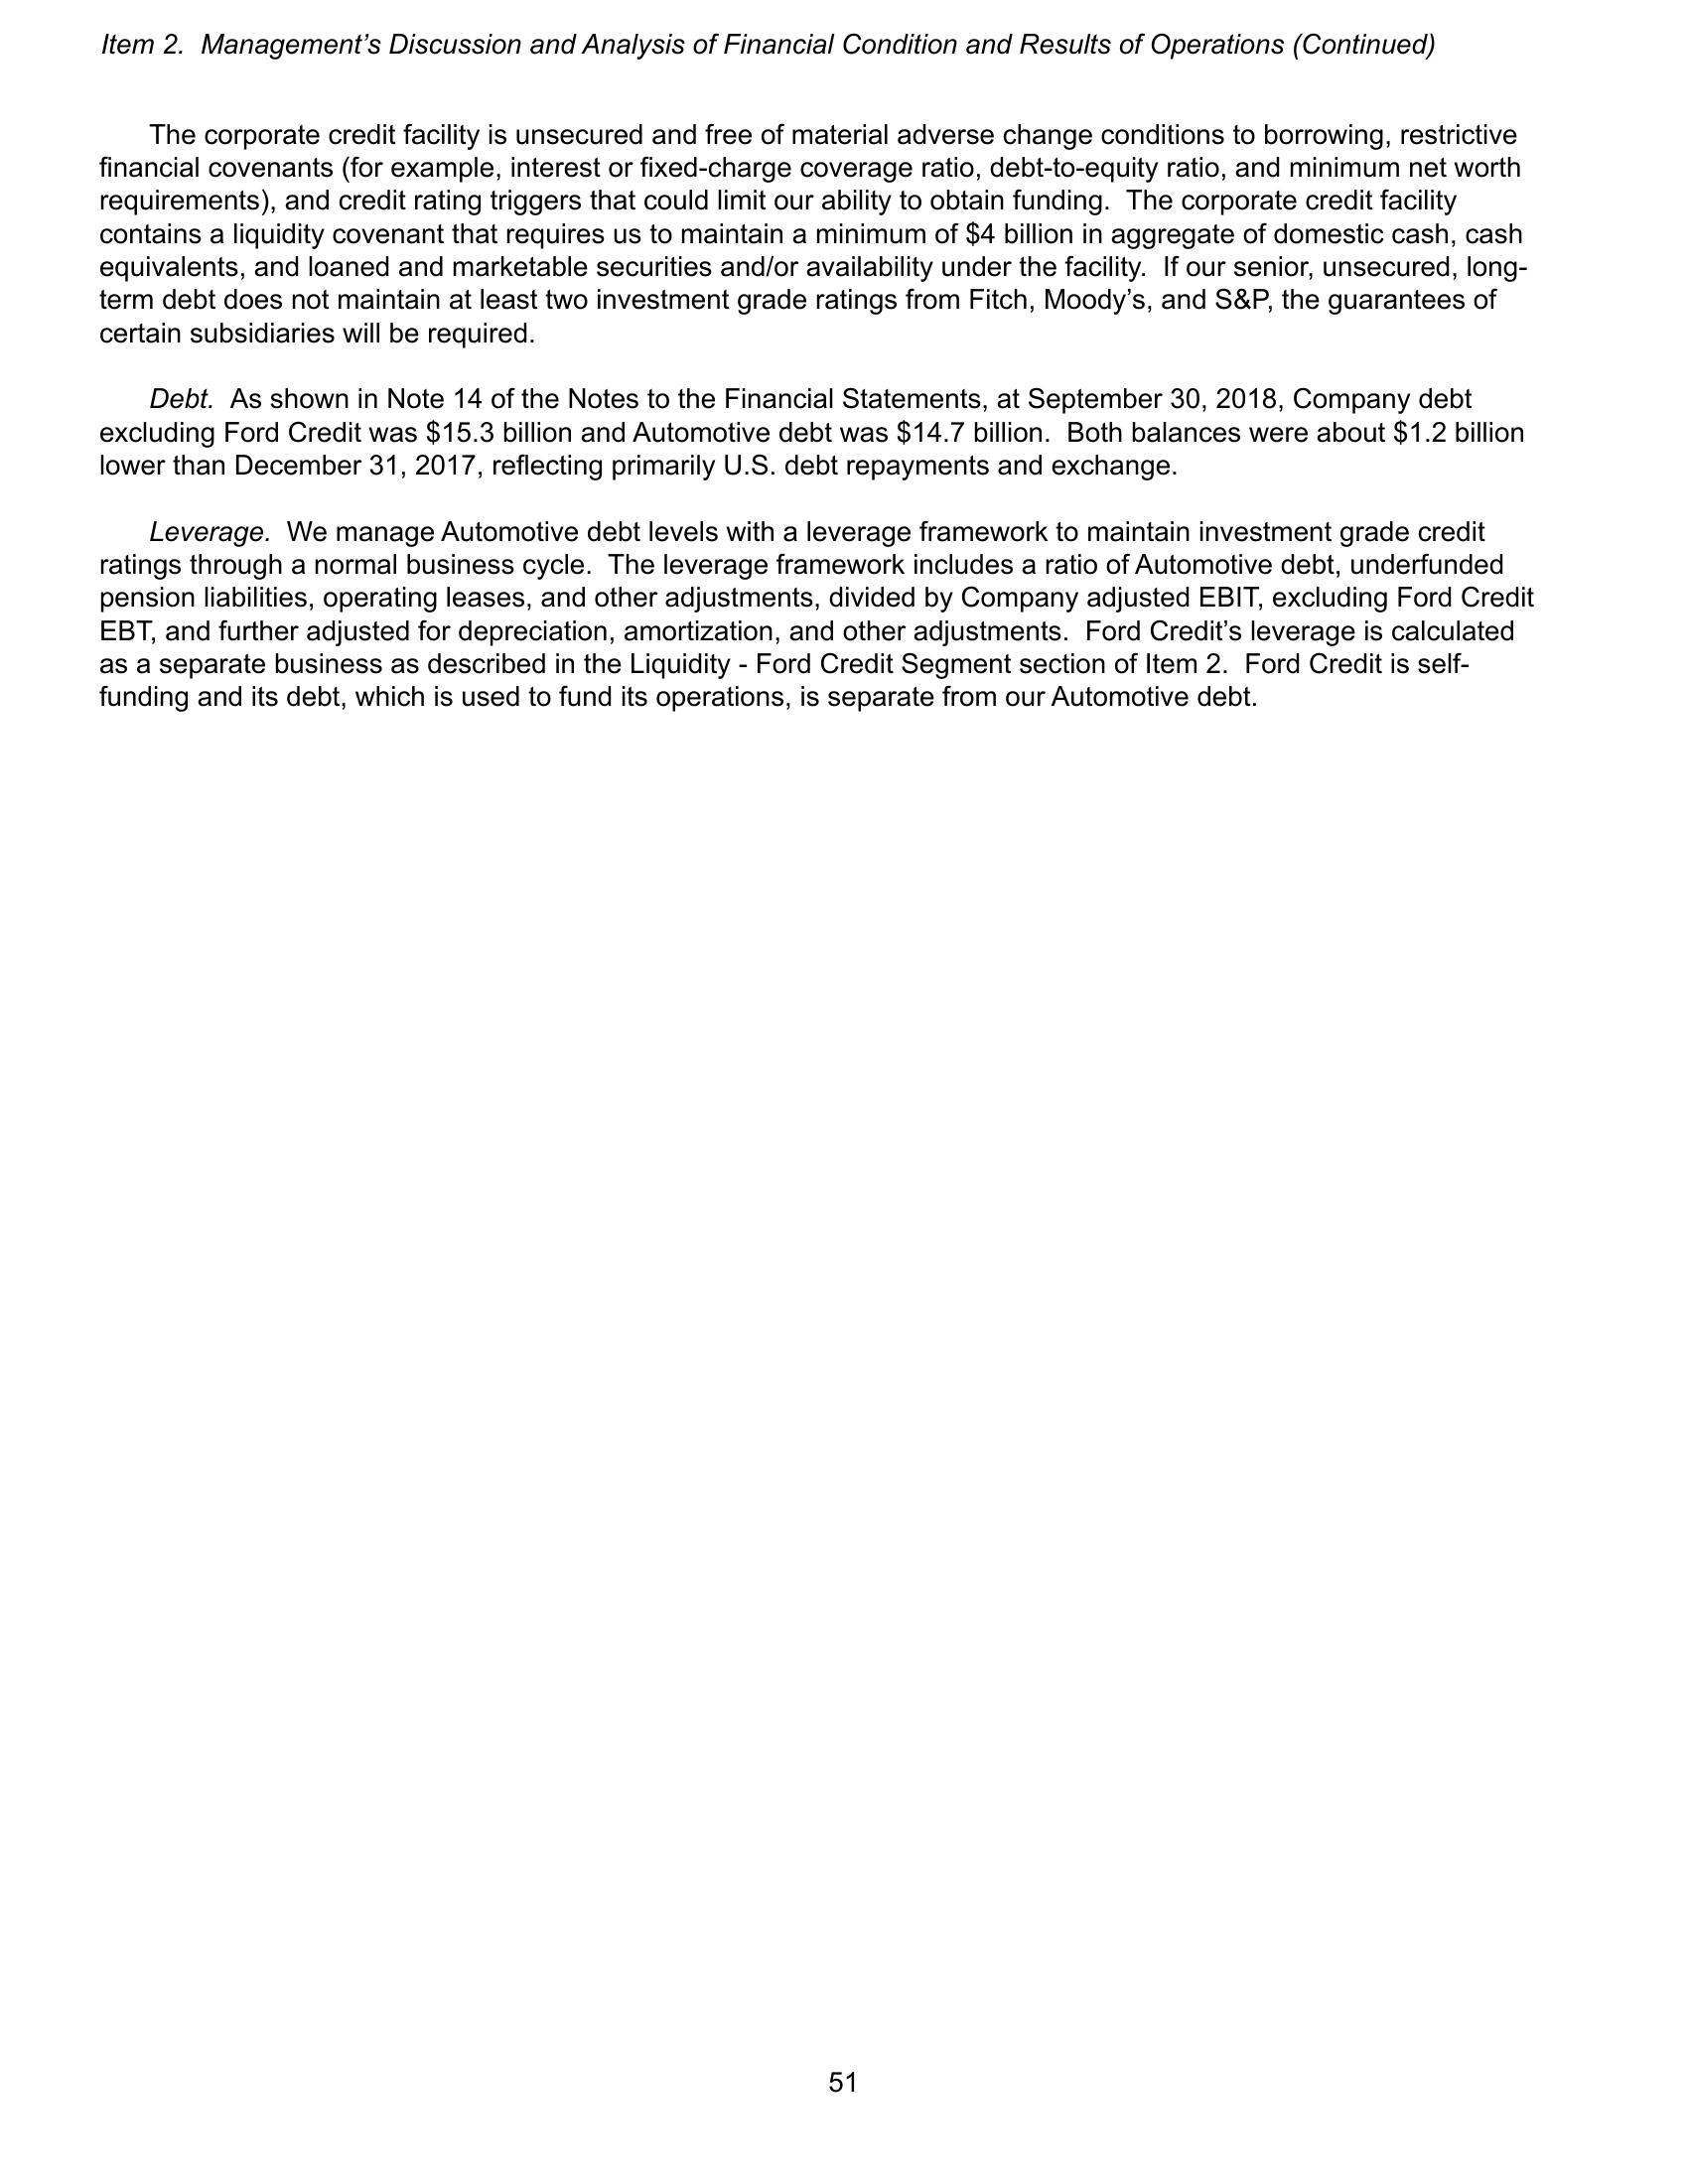 Item 2.  Management’s Discussion and Analysis of Financial Condition and Results of Operations (Continued)
The corporate credit facility is unsecured and free of material adverse change conditions to borrowing, restrictive
financial covenants (for example, interest or fixed-charge coverage ratio, debt-to-equity ratio, and minimum net worth
requirements), and credit rating triggers that could limit our ability to obtain funding.  The corporate credit facility
contains a liquidity covenant that requires us to maintain a minimum of $4 billion in aggregate of domestic cash, cash
equivalents, and loaned and marketable securities and/or availability under the facility.  If our senior, unsecured, long-
term debt does not maintain at least two investment grade ratings from Fitch, Moody’s, and S&P, the guarantees of
certain subsidiaries will be required.
Debt.  As shown in Note 14 of the Notes to the Financial Statements, at September 30, 2018, Company debt
excluding Ford Credit was $15.3 billion and Automotive debt was $14.7 billion.  Both balances were about $1.2 billion
lower than December 31, 2017, reflecting primarily U.S. debt repayments and exchange.
Leverage.  We manage Automotive debt levels with a leverage framework to maintain investment grade credit
ratings through a normal business cycle.  The leverage framework includes a ratio of Automotive debt, underfunded
pension liabilities, operating leases, and other adjustments, divided by Company adjusted EBIT, excluding Ford Credit
EBT, and further adjusted for depreciation, amortization, and other adjustments.  Ford Credit’s leverage is calculated
as a separate business as described in the Liquidity - Ford Credit Segment section of Item 2.  Ford Credit is self-
funding and its debt, which is used to fund its operations, is separate from our Automotive debt.
51